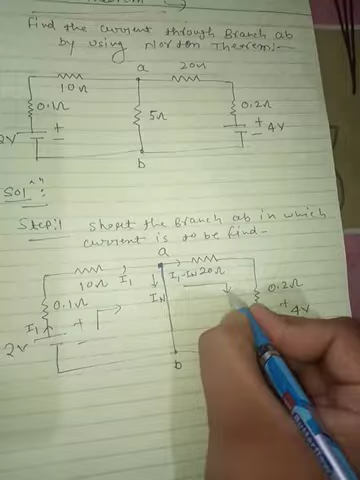 Find the current through Branch ab
by using Norton Theorem:-
a
20Ω
10Ω
0.1Ω
0.2Ω
5Ω
+
-
2V
+
-
4V
b
Sol^n:
Step:1 Short the Branch ab in which
current is to be find-
a
10Ω
I₁
I₁-IN
20Ω
0.1Ω
IN
0.2Ω
I₁
+
-
2V
+
4V
b